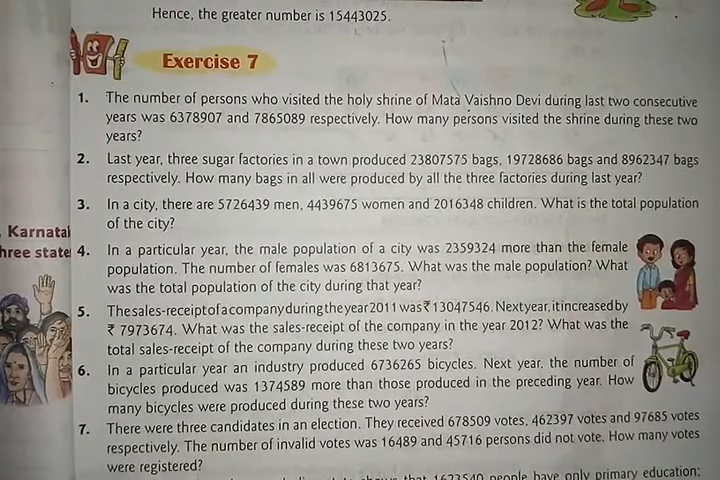 Hence, the greater number is 15443025.
Exercise 7
1. The number of persons who visited the holy shrine of Mata Vaishno Devi during last two consecutive
years was 6378907 and 7865089 respectively. How many persons visited the shrine during these two
years?
2. Last year, three sugar factories in a town produced 23807575 bags, 19728686 bags and 8962347 bags
respectively. How many bags in all were produced by all the three factories during last year?
3. In a city, there are 5726439 men, 4439675 women and 2016348 children. What is the total population
of the city?
4. In a particular year, the male population of a city was 2359324 more than the female
population. The number of females was 6813675. What was the male population? What
was the total population of the city during that year?
5. The sales-receipt of a company during the year 2011 was ₹ 13047546. Next year, it increased by
₹ 7973674. What was the sales-receipt of the company in the year 2012? What was the
total sales-receipt of the company during these two years?
6. In a particular year an industry produced 6736265 bicycles. Next year, the number of
bicycles produced was 1374589 more than those produced in the preceding year. How
many bicycles were produced during these two years?
7. There were three candidates in an election. They received 678509 votes, 462397 votes and 97685 votes
respectively. The number of invalid votes was 16489 and 45716 persons did not vote. How many votes
were registered?
that 1623540 people have only primary education;
Karnatak
hree state